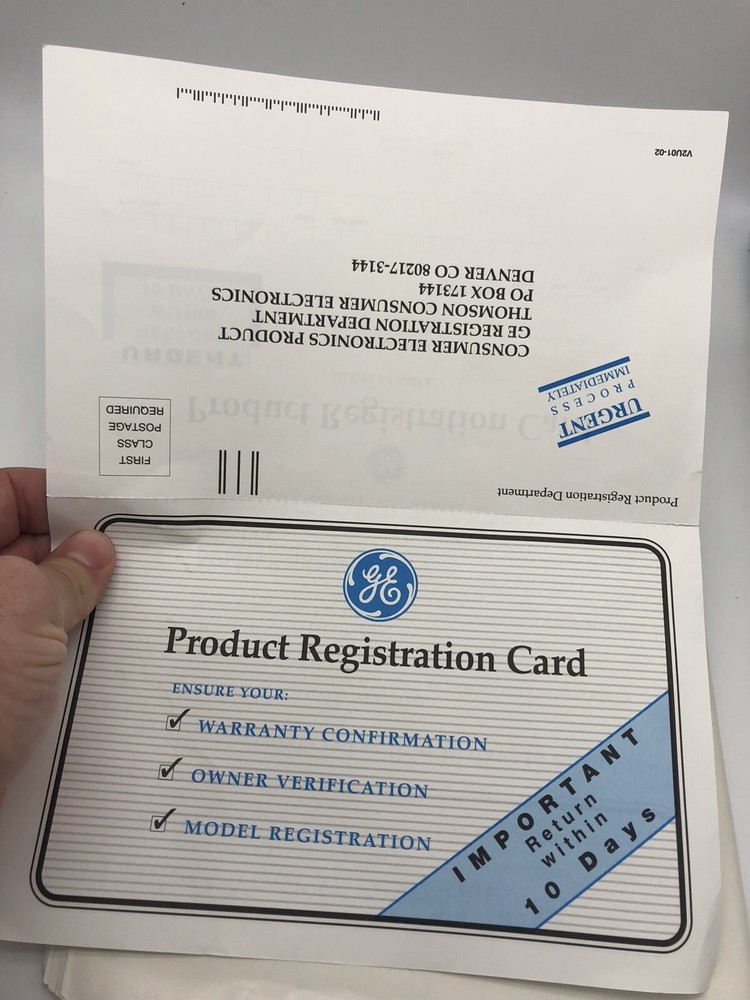 V2U01-02
Product Registration Department
FIRST
CLASS
POSTAGE
REQUIRED
URGENT
PROCESS
IMMEDIATELY
CONSUMER ELECTRONICS PRODUCT
GE REGISTRATION DEPARTMENT
THOMSON CONSUMER ELECTRONICS
PO BOX 173144
DENVER CO 80217-3144
GE
Product Registration Card
ENSURE YOUR:
WARRANTY CONFIRMATION
OWNER VERIFICATION
MODEL REGISTRATION
IMPORTANT
Return
within
10 Days